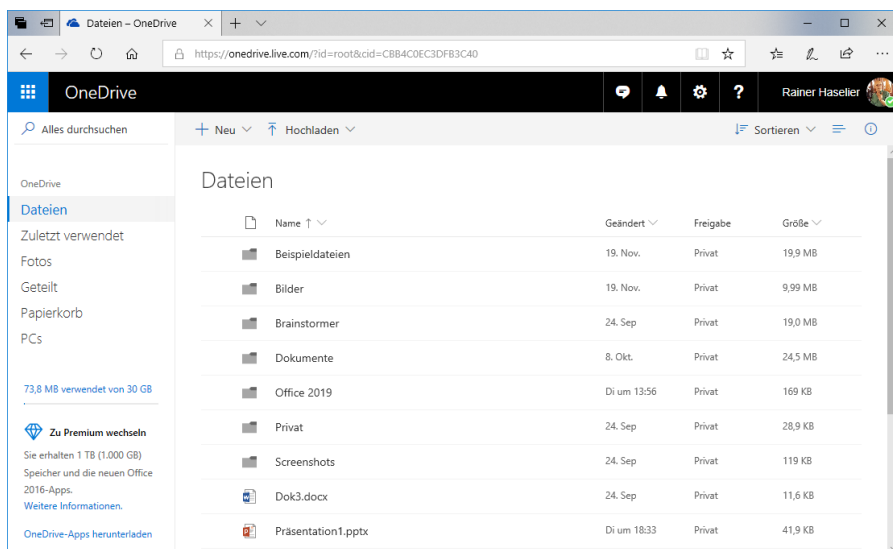 Dateien – OneDrive
https://onedrive.live.com/?id=root&cid=CBB4C0EC3DFB3C40
OneDrive
? Rainer Haselier
Alles durchsuchen
Neu Hochladen Sortieren
OneDrive
Dateien
Zuletzt verwendet
Fotos
Geteilt
Papierkorb
PCs
73,8 MB verwendet von 30 GB
Zu Premium wechseln
Sie erhalten 1 TB (1.000 GB)
Speicher und die neuen Office
2016-Apps.
Weitere Informationen.
OneDrive-Apps herunterladen
Dateien
Name Geändert Freigabe Größe
Beispieldateien 19. Nov. Privat 19,9 MB
Bilder 19. Nov. Privat 9,99 MB
Brainstormer 24. Sep Privat 19,0 MB
Dokumente 8. Okt. Privat 24,5 MB
Office 2019 Di um 13:56 Privat 169 KB
Privat 24. Sep Privat 28,9 KB
Screenshots 24. Sep Privat 119 KB
Dok3.docx 24. Sep Privat 11,6 KB
Präsentation1.pptx Di um 18:33 Privat 41,9 KB